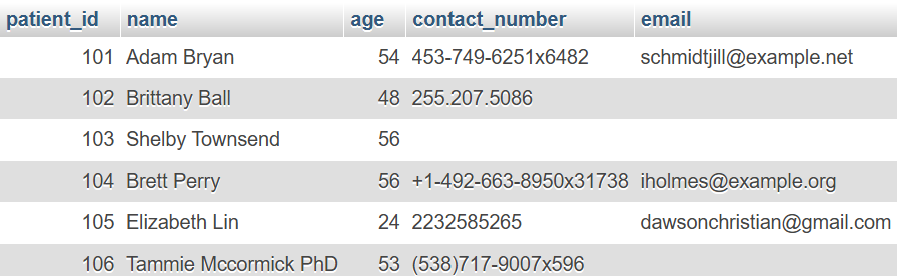 patient_id name age contact_number email
101 Adam Bryan 54 453-749-6251x6482 schmidtjill@example.net
102 Brittany Ball 48 255.207.5086
103 Shelby Townsend 56
104 Brett Perry 56 +1-492-663-8950x31738 iholmes@example.org
105 Elizabeth Lin 24 2232585265 dawsonchristian@gmail.com
106 Tammie Mccormick PhD 53 (538)717-9007x596